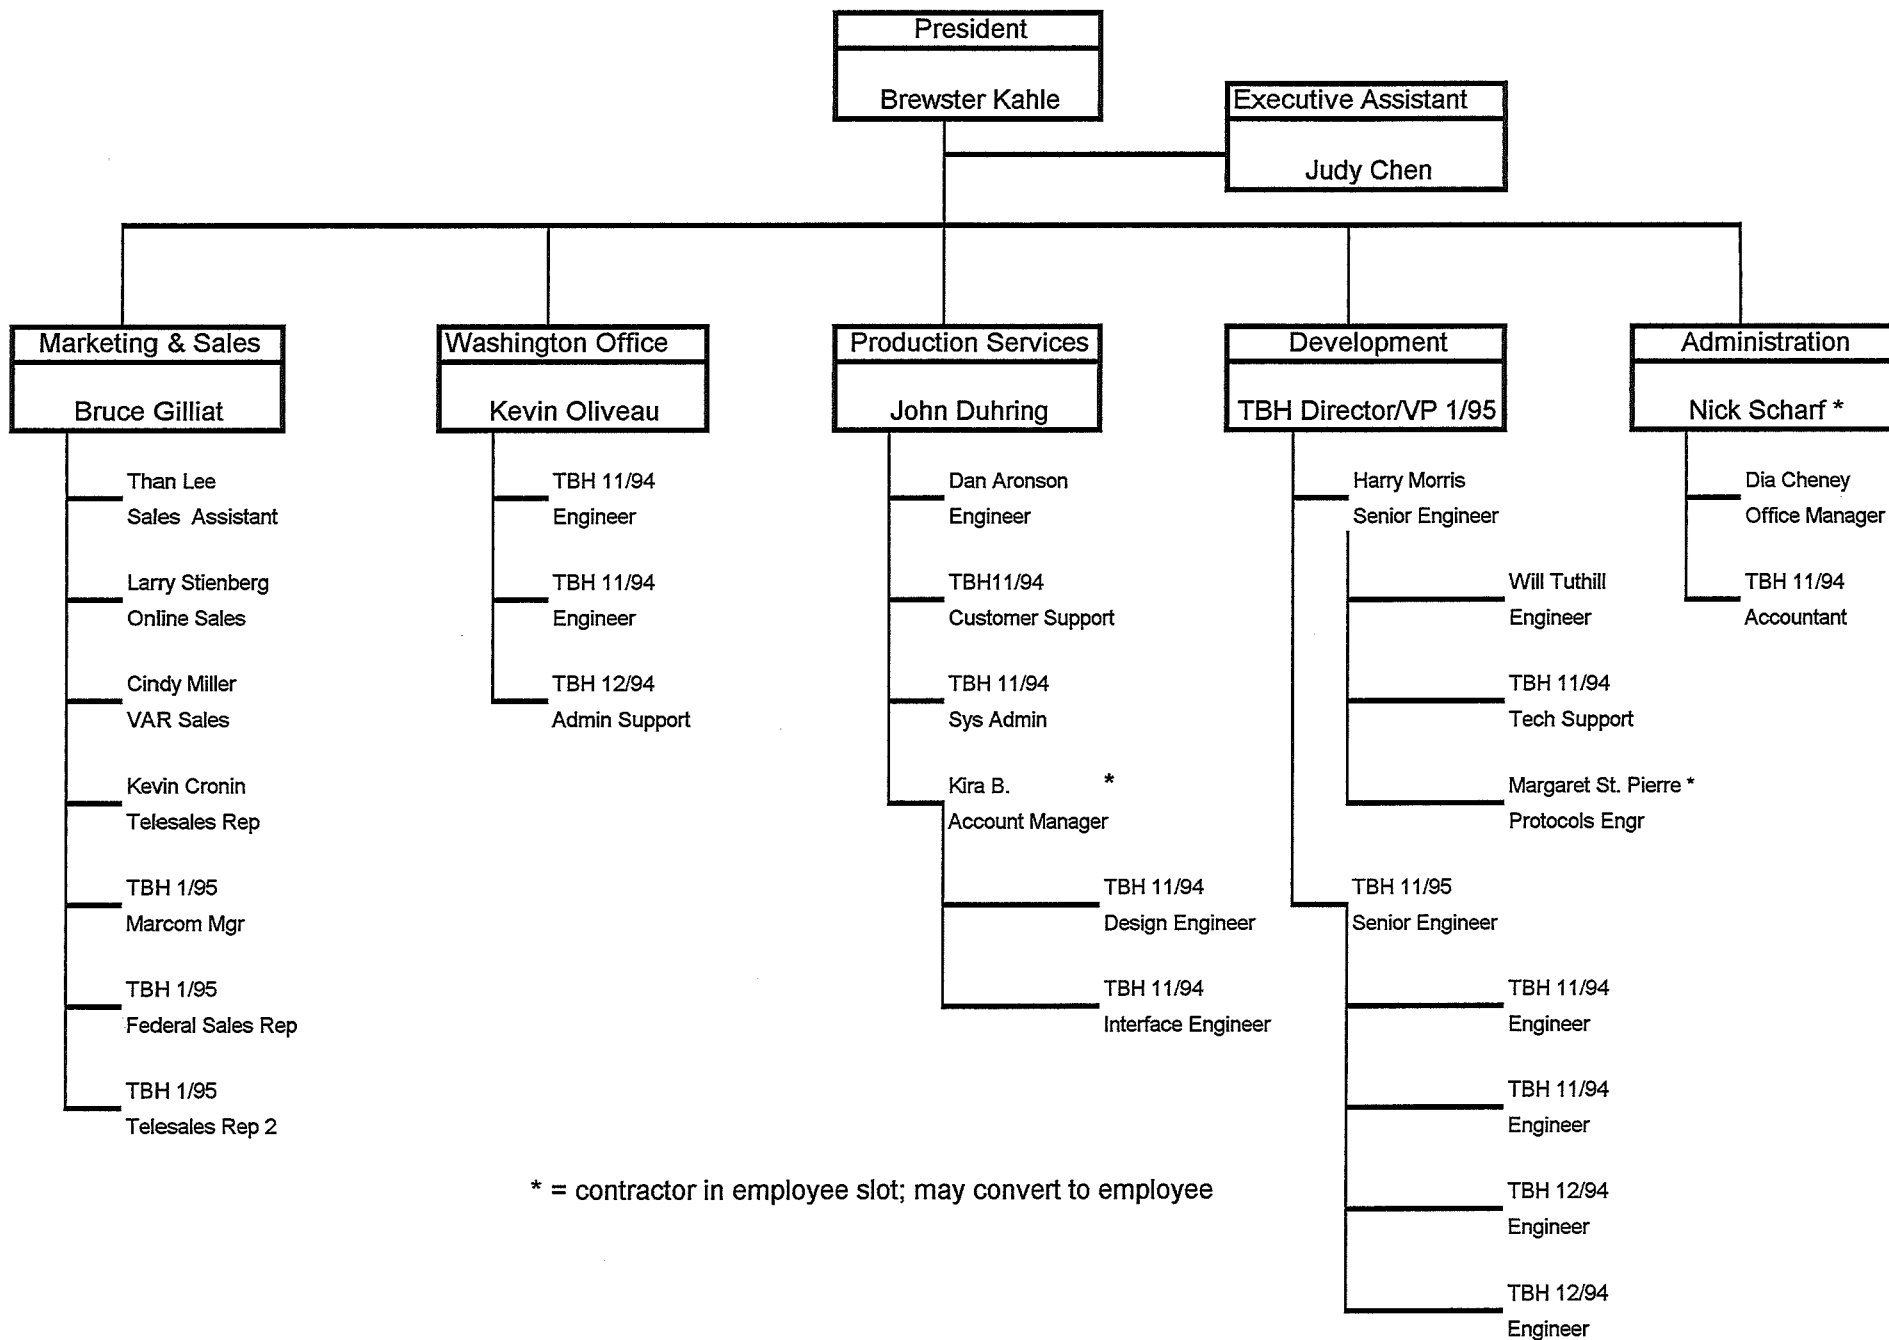 President
Brewster Kahle
Executive Assistant
Judy Chen
Marketing & Sales
Bruce Gilliat
Than Lee
Sales Assistant
Larry Stienberg
Online Sales
Cindy Miller
VAR Sales
Kevin Cronin
Telesales Rep
TBH 1/95
Marcom Mgr
TBH 1/95
Federal Sales Rep
TBH 1/95
Telesales Rep 2
Washington Office
Kevin Oliveau
TBH 11/94
Engineer
TBH 11/94
Engineer
TBH 12/94
Admin Support
Production Services
John Duhring
Dan Aronson
Engineer
TBH11/94
Customer Support
TBH 11/94
Sys Admin
Kira B. *
Account Manager
TBH 11/94
Design Engineer
TBH 11/94
Interface Engineer
Development
TBH Director/VP 1/95
Harry Morris
Senior Engineer
Will Tuthill
Engineer
TBH 11/94
Tech Support
Margaret St. Pierre *
Protocols Engr
TBH 11/95
Senior Engineer
TBH 11/94
Engineer
TBH 11/94
Engineer
TBH 12/94
Engineer
TBH 12/94
Engineer
Administration
Nick Scharf *
Dia Cheney
Office Manager
TBH 11/94
Accountant
* = contractor in employee slot; may convert to employee